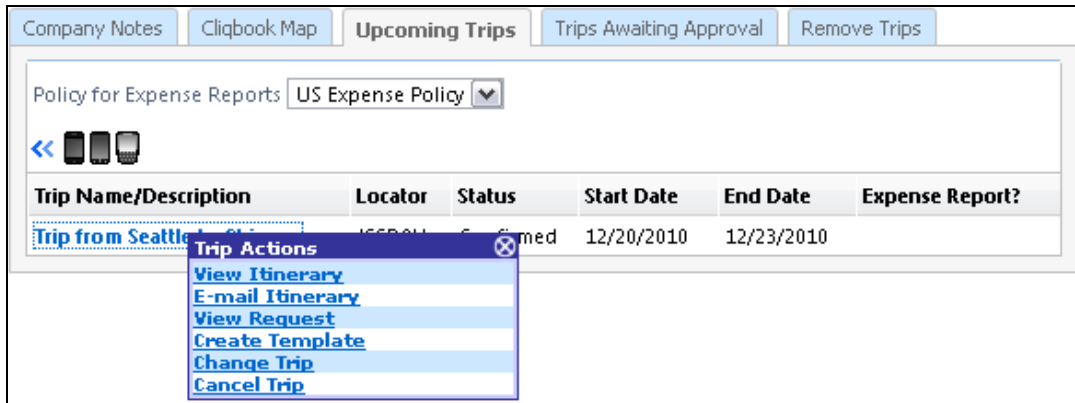 Company Notes Cliqbook Map Upcoming Trips Trips Awaiting Approval Remove Trips
Policy for Expense Reports US Expense Policy
Trip Name/Description Locator Status Start Date End Date Expense Report?
Trip from Seattle 12/20/2010 12/23/2010
Trip Actions
View Itinerary
E-mail Itinerary
View Request
Create Template
Change Trip
Cancel Trip